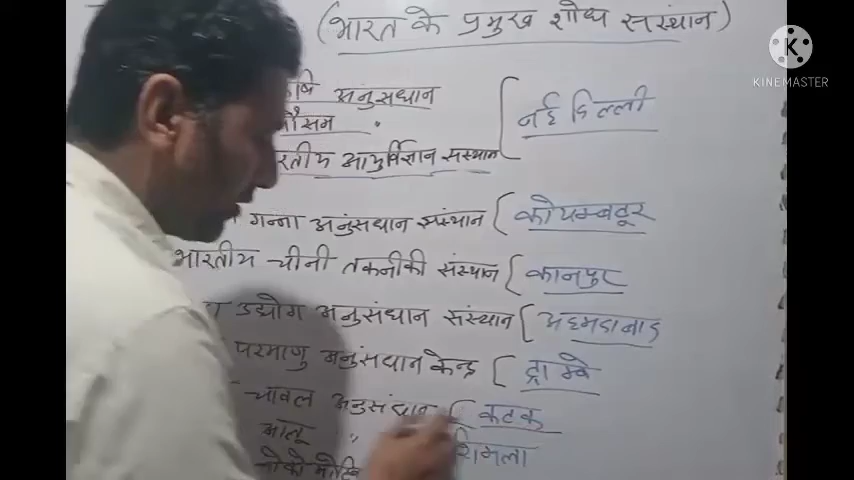 (भारत के प्रमुख शोध संस्थान)
KINEMASTER
अनुसंधान
मौसम "
भारतीय आयुर्विज्ञान संस्थान { नई दिल्ली
गन्ना अनुसंधान संस्थान { कोयम्बटूर
भारतीय चीनी तकनीकी संस्थान { कानपुर
उद्योग अनुसंधान संस्थान { अहमदाबाद
परमाणु अनुसंधान केन्द्र { ट्राम्बे
चावल अनुसंधान { कटक
आलू " शिमला